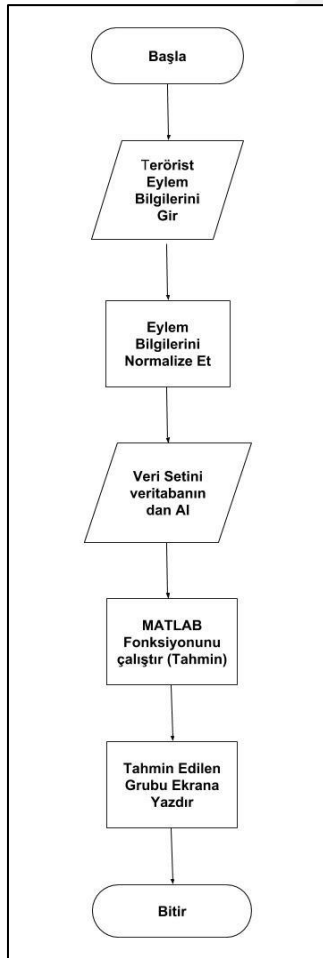 Başla
Terörist
Eylem
Bilgilerini
Gir
Eylem
Bilgilerini
Normalize Et
Veri Setini
veritabanın
dan Al
MATLAB
Fonksiyonunu
çalıştır (Tahmin)
Tahmin Edilen
Grubu Ekrana
Yazdır
Bitir